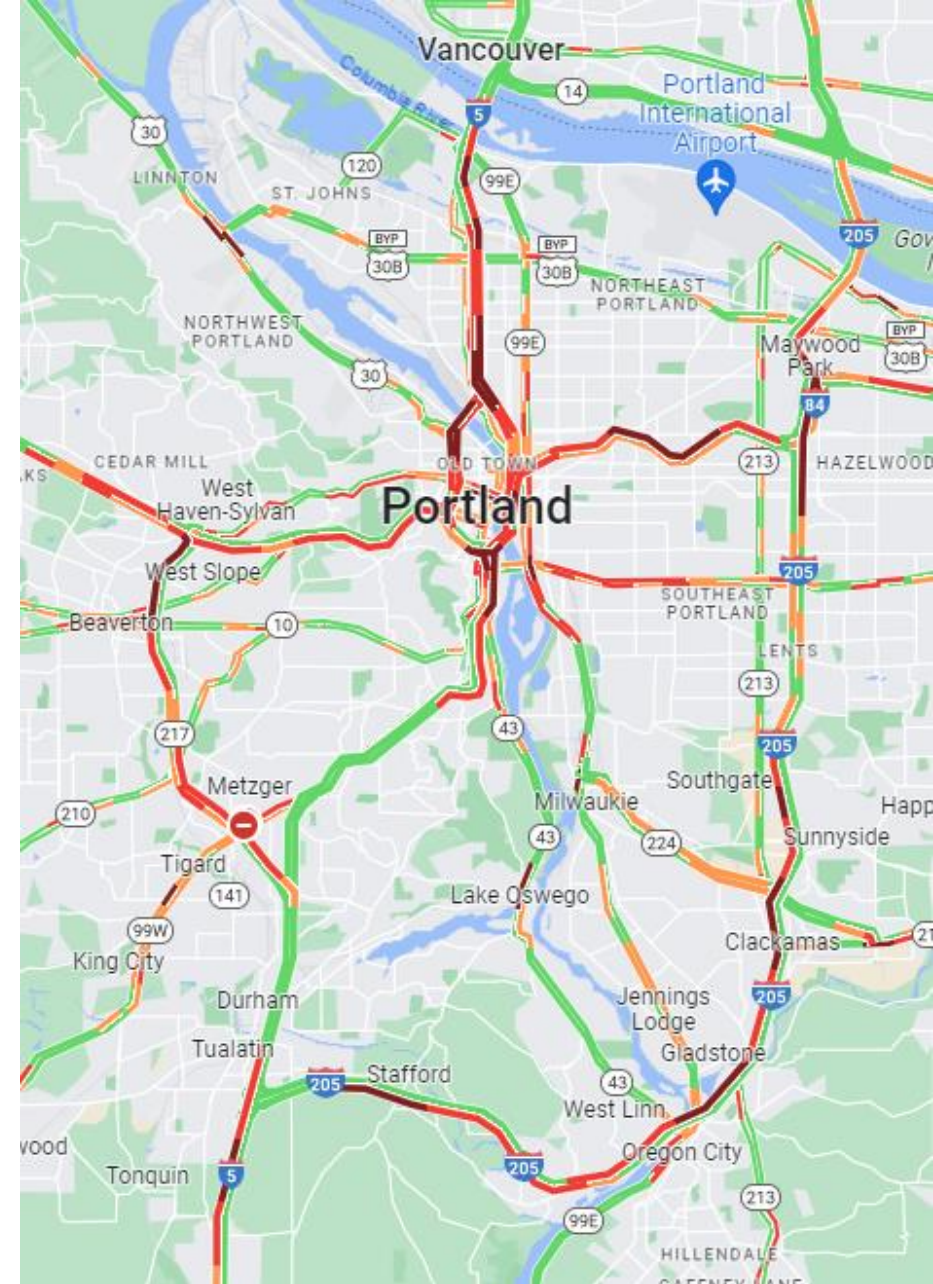 Vancouver
14
Portland
International
Airport
5
Columbia River
30
LINNTON
120
ST. JOHNS
99E
205
BYP
30B
BYP
30B
NORTHEAST
PORTLAND
NORTHWEST
PORTLAND
99E
Maywood
Park
BYP
30B
30
84
CEDAR MILL
OLD TOWN
213
HAZELWOOD
West
Haven-Sylvan
Portland
West Slope
205
SOUTHEAST
PORTLAND
Beaverton
10
LENTS
213
217
43
205
Metzger
Southgate
Milwaukie
210
43
224
Sunnyside
Tigard
141
Lake Oswego
99W
King City
Clackamas
Durham
205
Jennings
Lodge
Tualatin
Gladstone
205
Stafford
43
West Linn
Oregon City
Tonquin
5
205
213
99E
HILLENDALE